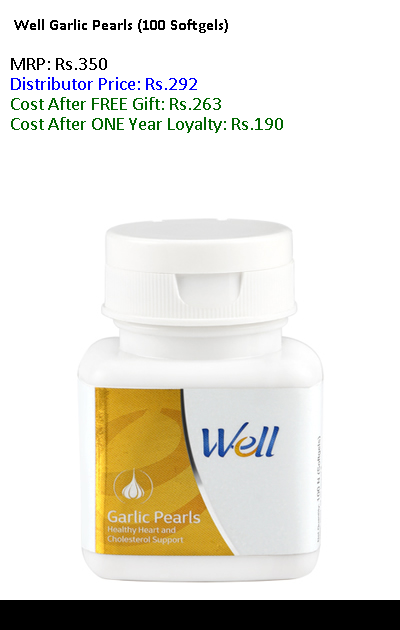 Well Garlic Pearls (100 Softgels)
MRP: Rs.350
Distributor Price: Rs.292
Cost After FREE Gift: Rs.263
Cost After ONE Year Loyalty: Rs.190
Well
Garlic Pearls
Healthy Heart and
Cholesterol Support